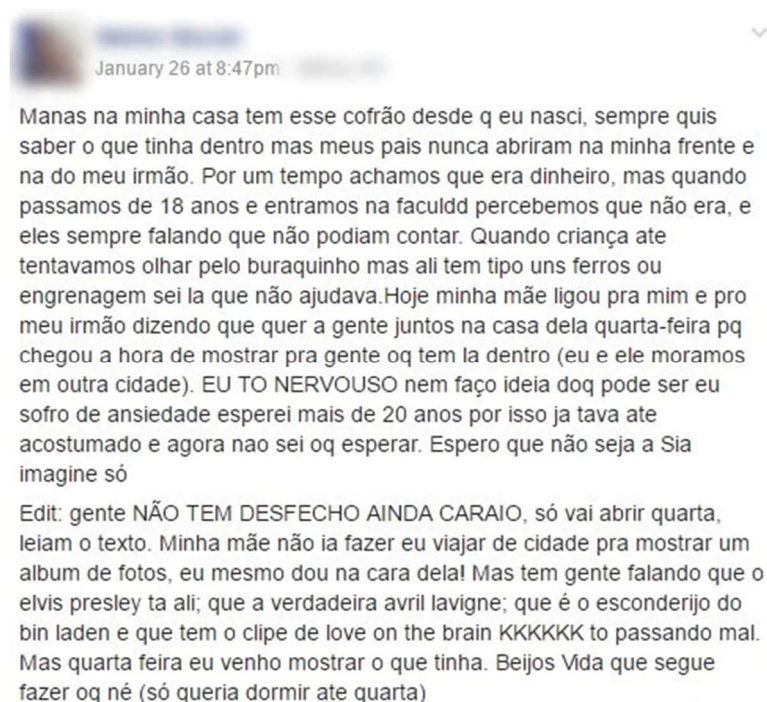 January 26 at 8:47pm
Manas na minha casa tem esse cofrão desde q eu nasci, sempre quis
saber o que tinha dentro mas meus pais nunca abriram na minha frente e
na do meu irmão. Por um tempo achamos que era dinheiro, mas quando
passamos de 18 anos e entramos na faculdd percebemos que não era, e
eles sempre falando que não podiam contar. Quando criança ate
tentavamos olhar pelo buraquinho mas ali tem tipo uns ferros ou
engrenagem sei la que não ajudava.Hoje minha mãe ligou pra mim e pro
meu irmão dizendo que quer a gente juntos na casa dela quarta-feira pq
chegou a hora de mostrar pra gente oq tem la dentro (eu e ele moramos
em outra cidade). EU TO NERVOUSO nem faço ideia doq pode ser eu
sofro de ansiedade esperei mais de 20 anos por isso ja tava ate
acostumado e agora nao sei oq esperar. Espero que não seja a Sia
imagine só
Edit: gente NÃO TEM DESFECHO AINDA CARAIO, só vai abrir quarta,
leiam o texto. Minha mãe não ia fazer eu viajar de cidade pra mostrar um
album de fotos, eu mesmo dou na cara dela! Mas tem gente falando que o
elvis presley ta ali; que a verdadeira avril lavigne; que é o esconderijo do
bin laden e que tem o clipe de love on the brain KKKKKK to passando mal.
Mas quarta feira eu venho mostrar o que tinha. Beijos Vida que segue
fazer oq né (só queria dormir ate quarta)